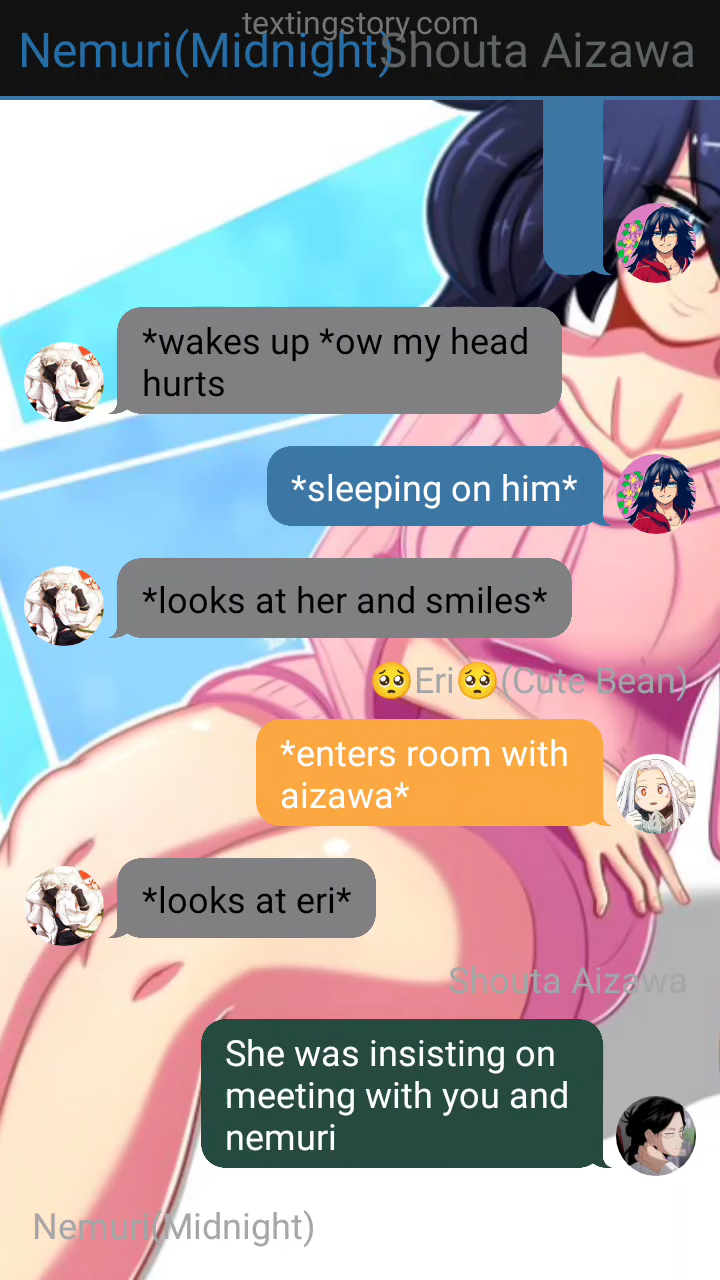 textingstory.com
Nemuri(Midnight)Shouta Aizawa
*wakes up *ow my head
hurts
*sleeping on him*
*looks at her and smiles*
🥺Eri🥺(Cute Bean)
*enters room with
aizawa*
*looks at eri*
Shouta Aizawa
She was insisting on
meeting with you and
nemuri
Nemuri(Midnight)